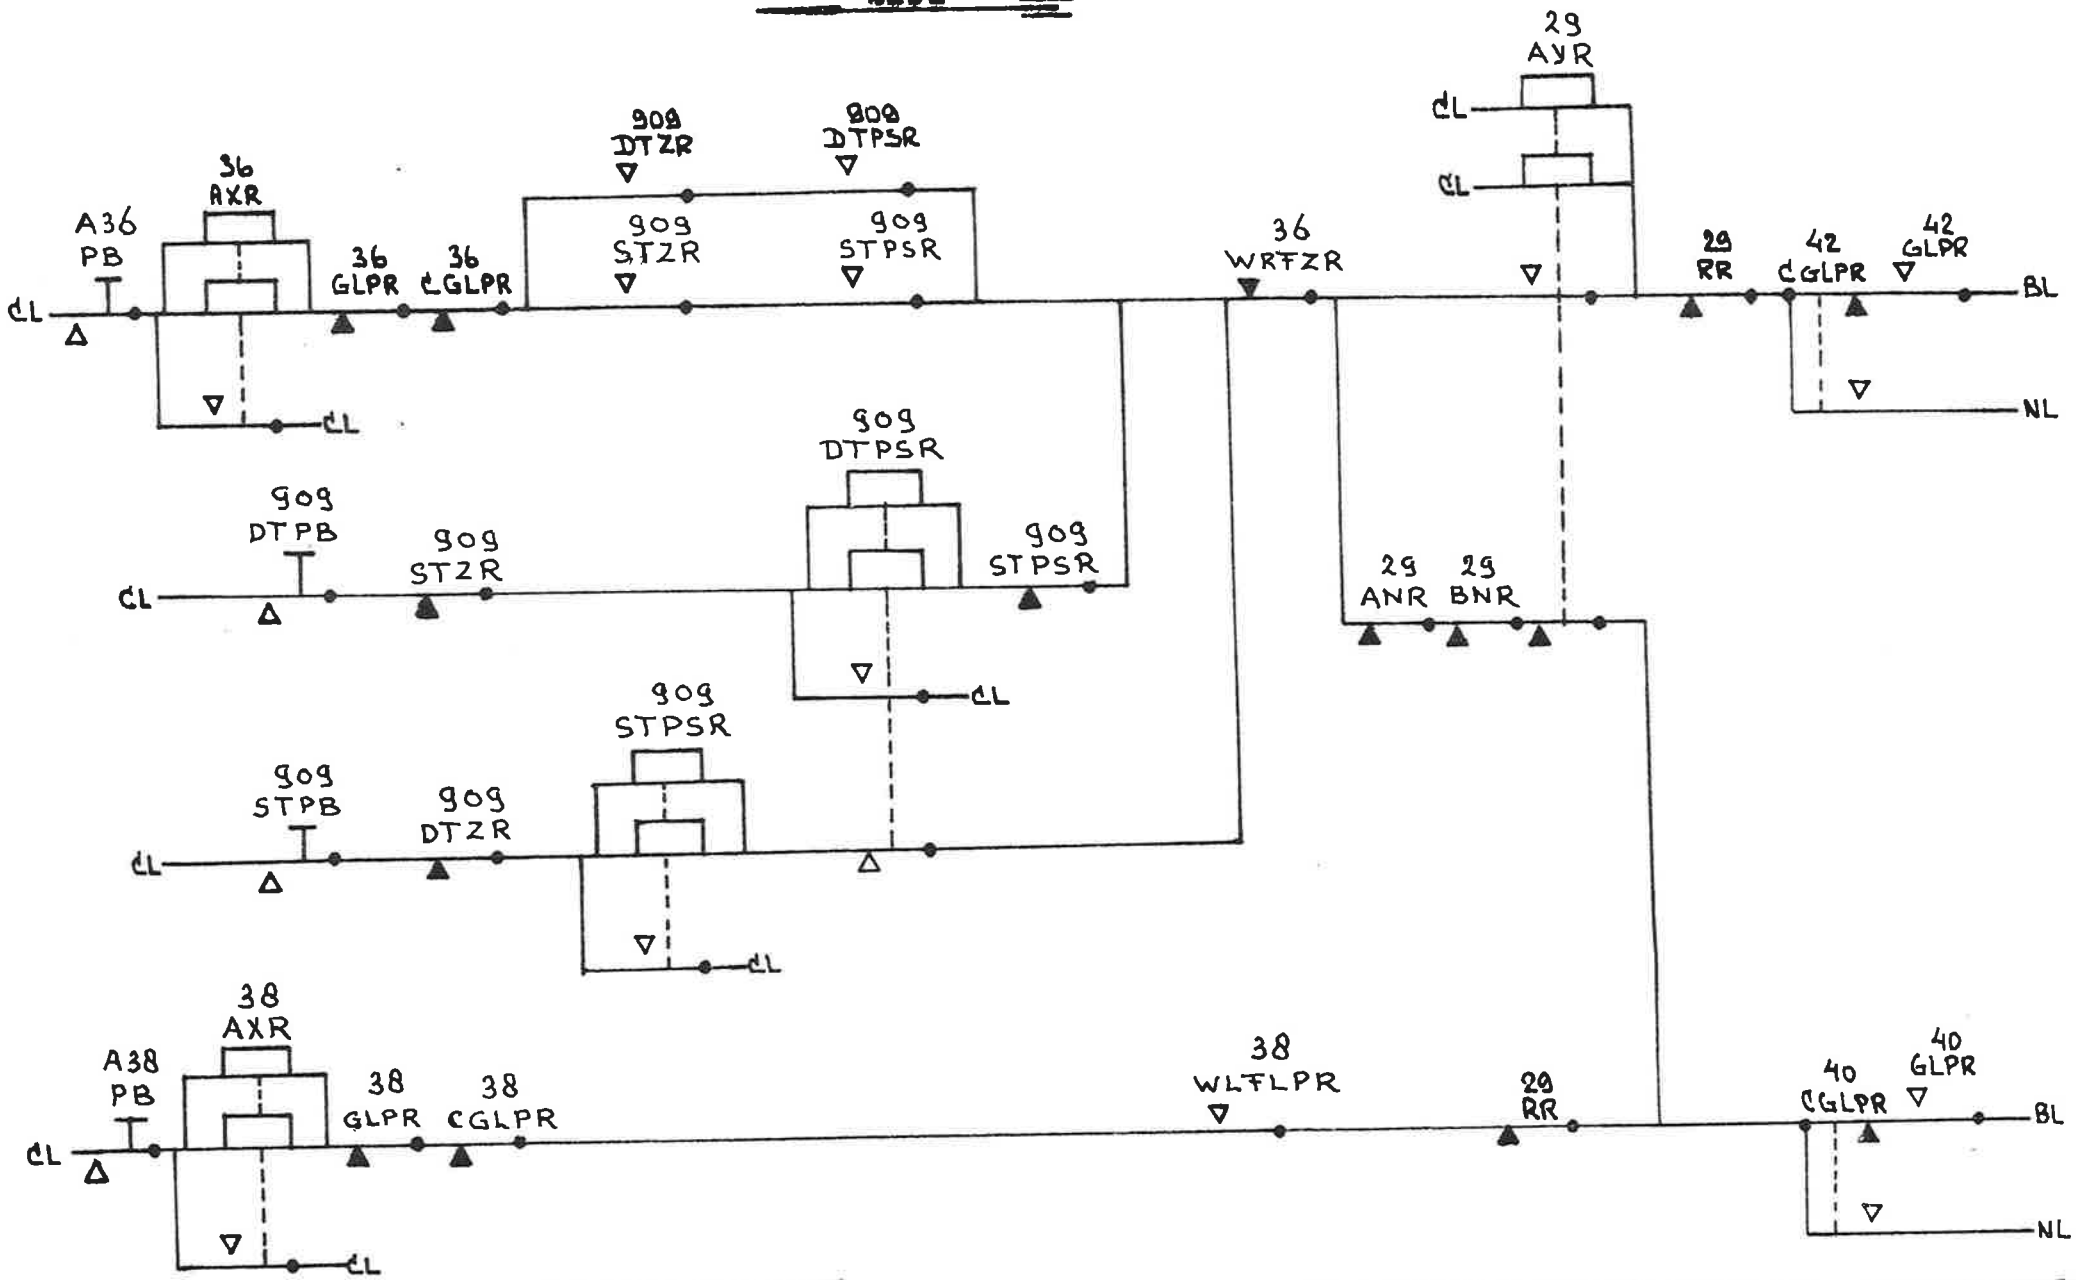 29
AYR
CL
CL
909
DTZR
909
DTPSR
36
AXR
A36
PB
36
GLPR
36
CGLPR
909
STZR
909
STPSR
36
WRFZR
29
RR
42
CGLPR
42
GLPR
CL
BL
NL
CL
909
DTPSR
909
DTPB
909
STZR
909
STPSR
29
ANR
29
BNR
CL
CL
909
STPSR
909
STPB
909
DTZR
CL
CL
38
AXR
A38
PB
38
GLPR
38
CGLPR
38
WLFLPR
29
RR
40
CGLPR
40
GLPR
CL
BL
NL
CL